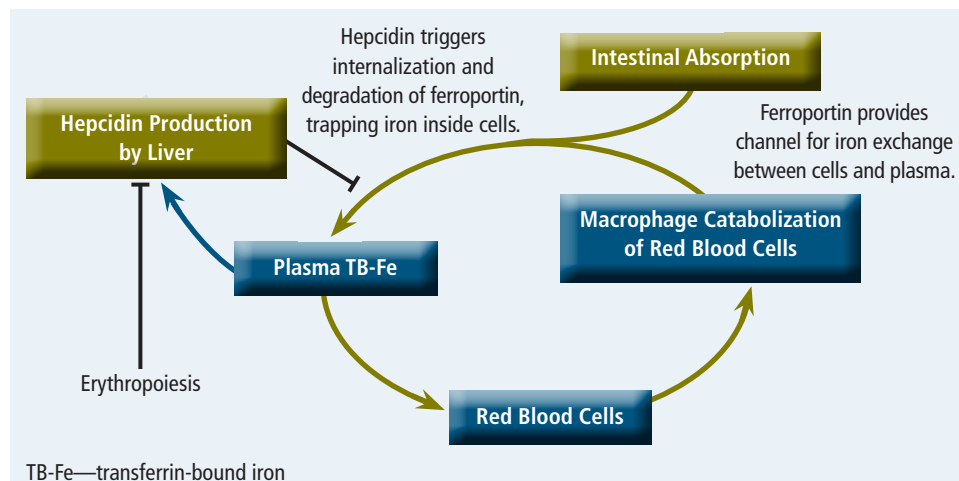 Hepcidin triggers
internalization and
degradation of ferroportin,
trapping iron inside cells.
Intestinal Absorption
Hepcidin Production
by Liver
Ferroportin provides
channel for iron exchange
between cells and plasma.
Macrophage Catabolization
of Red Blood Cells
Plasma TB-Fe
Erythropoiesis
Red Blood Cells
TB-Fe—transferrin-bound iron